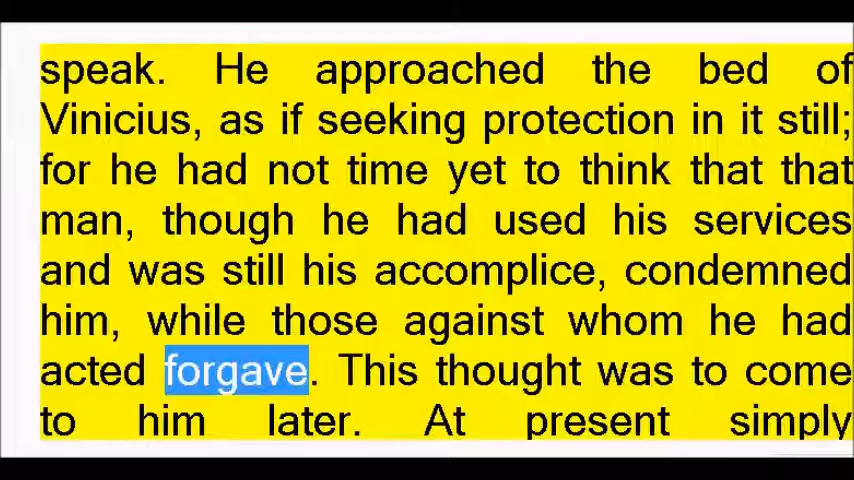 speak. He approached the bed of
Vinicius, as if seeking protection in it still;
for he had not time yet to think that that
man, though he had used his services
and was still his accomplice, condemned
him, while those against whom he had
acted forgave. This thought was to come
to him later. At present simply